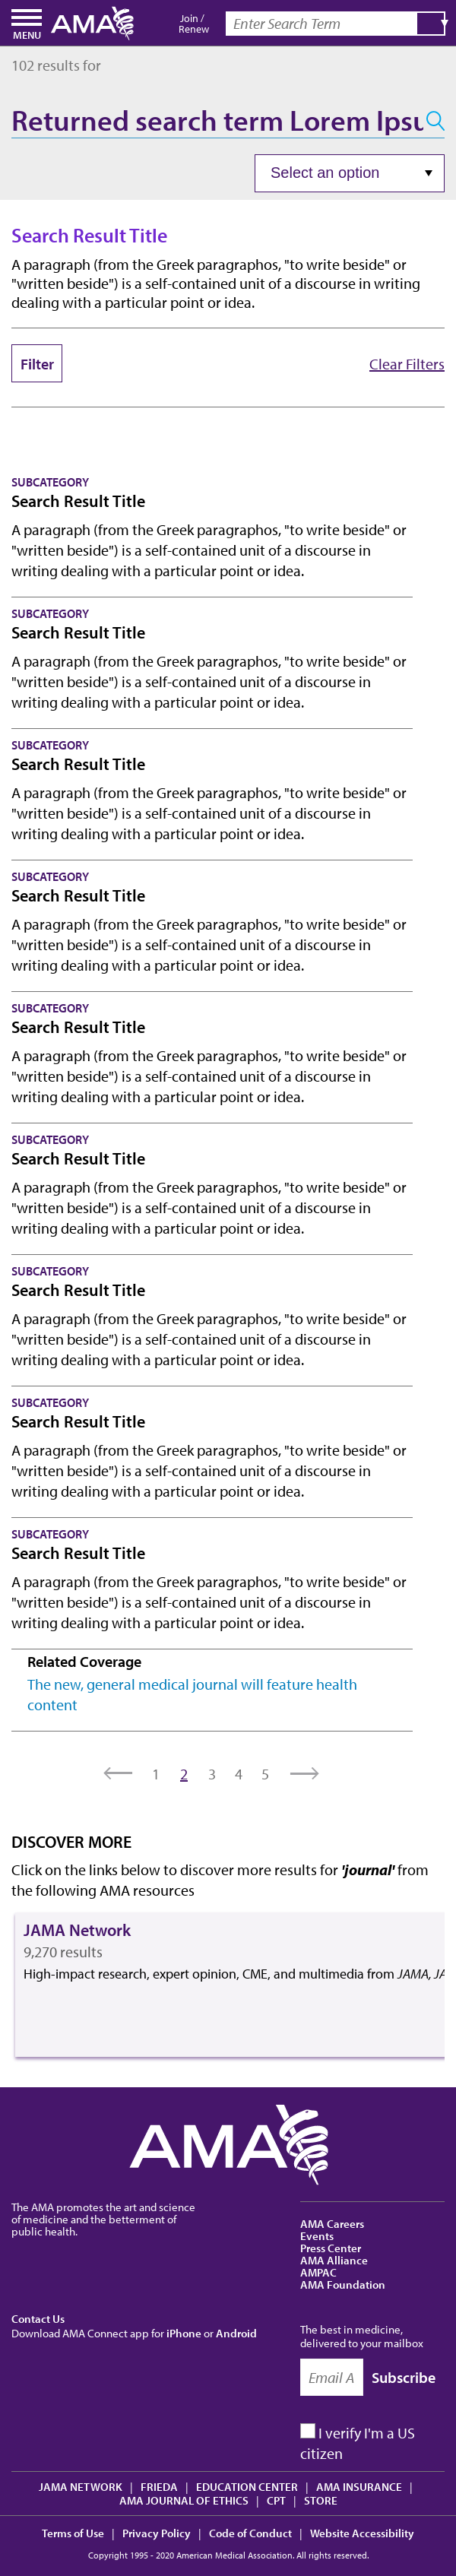 MENU
AMA
Join /
Renew
Enter Search Term
102 results for
Returned search term Lorem Ipsu
Select an option
Search Result Title
A paragraph (from the Greek paragraphos, "to write beside" or
"written beside") is a self-contained unit of a discourse in writing
dealing with a particular point or idea.
Filter
Clear Filters
SUBCATEGORY
Search Result Title
A paragraph (from the Greek paragraphos, "to write beside" or
"written beside") is a self-contained unit of a discourse in
writing dealing with a particular point or idea.
SUBCATEGORY
Search Result Title
A paragraph (from the Greek paragraphos, "to write beside" or
"written beside") is a self-contained unit of a discourse in
writing dealing with a particular point or idea.
SUBCATEGORY
Search Result Title
A paragraph (from the Greek paragraphos, "to write beside" or
"written beside") is a self-contained unit of a discourse in
writing dealing with a particular point or idea.
SUBCATEGORY
Search Result Title
A paragraph (from the Greek paragraphos, "to write beside" or
"written beside") is a self-contained unit of a discourse in
writing dealing with a particular point or idea.
SUBCATEGORY
Search Result Title
A paragraph (from the Greek paragraphos, "to write beside" or
"written beside") is a self-contained unit of a discourse in
writing dealing with a particular point or idea.
SUBCATEGORY
Search Result Title
A paragraph (from the Greek paragraphos, "to write beside" or
"written beside") is a self-contained unit of a discourse in
writing dealing with a particular point or idea.
SUBCATEGORY
Search Result Title
A paragraph (from the Greek paragraphos, "to write beside" or
"written beside") is a self-contained unit of a discourse in
writing dealing with a particular point or idea.
SUBCATEGORY
Search Result Title
A paragraph (from the Greek paragraphos, "to write beside" or
"written beside") is a self-contained unit of a discourse in
writing dealing with a particular point or idea.
SUBCATEGORY
Search Result Title
A paragraph (from the Greek paragraphos, "to write beside" or
"written beside") is a self-contained unit of a discourse in
writing dealing with a particular point or idea.
Related Coverage
The new, general medical journal will feature health
content
1 2 3 4 5
DISCOVER MORE
Click on the links below to discover more results for 'journal' from
the following AMA resources
JAMA Network
9,270 results
High-impact research, expert opinion, CME, and multimedia from JAMA, JA
AMA
The AMA promotes the art and science
of medicine and the betterment of
public health.
AMA Careers
Events
Press Center
AMA Alliance
AMPAC
AMA Foundation
Contact Us
Download AMA Connect app for iPhone or Android
The best in medicine,
delivered to your mailbox
Email A
Subscribe
I verify I'm a US
citizen
JAMA NETWORK | FRIEDA | EDUCATION CENTER | AMA INSURANCE |
AMA JOURNAL OF ETHICS | CPT | STORE
Terms of Use | Privacy Policy | Code of Conduct | Website Accessibility
Copyright 1995 - 2020 American Medical Association. All rights reserved.